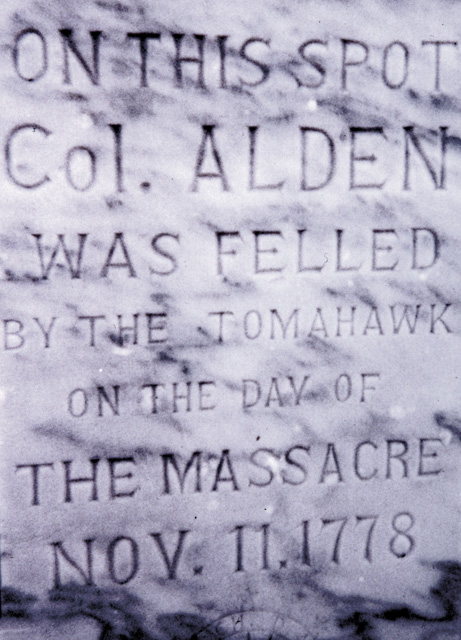 ON THIS SPOT
Col. ALDEN
WAS FELLED
BY THE TOMAHAWK
ON THE DAY OF
THE MASSACRE
NOV. 11.1778